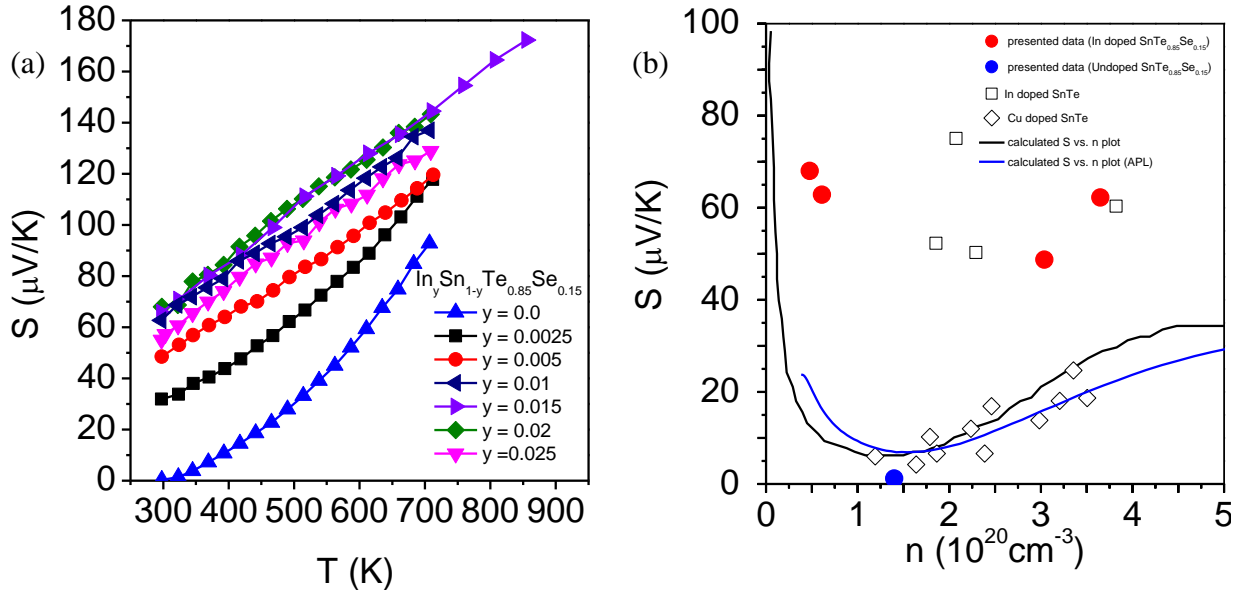 (a)
S (μV/K)
180
160
140
120
100
80
60
40
20
0
300 400 500 600 700 800 900
T (K)
InySn1-yTe0.85Se0.15
y = 0.0
y = 0.0025
y = 0.005
y = 0.01
y = 0.015
y = 0.02
y =0.025
(b)
S (μV/K)
100
80
60
40
20
0
0 1 2 3 4 5
n (10^20cm^-3)
presented data (In doped SnTe0.85Se0.15)
presented data (Undoped SnTe0.85Se0.15)
In doped SnTe
Cu doped SnTe
calculated S vs. n plot
calculated S vs. n plot (APL)